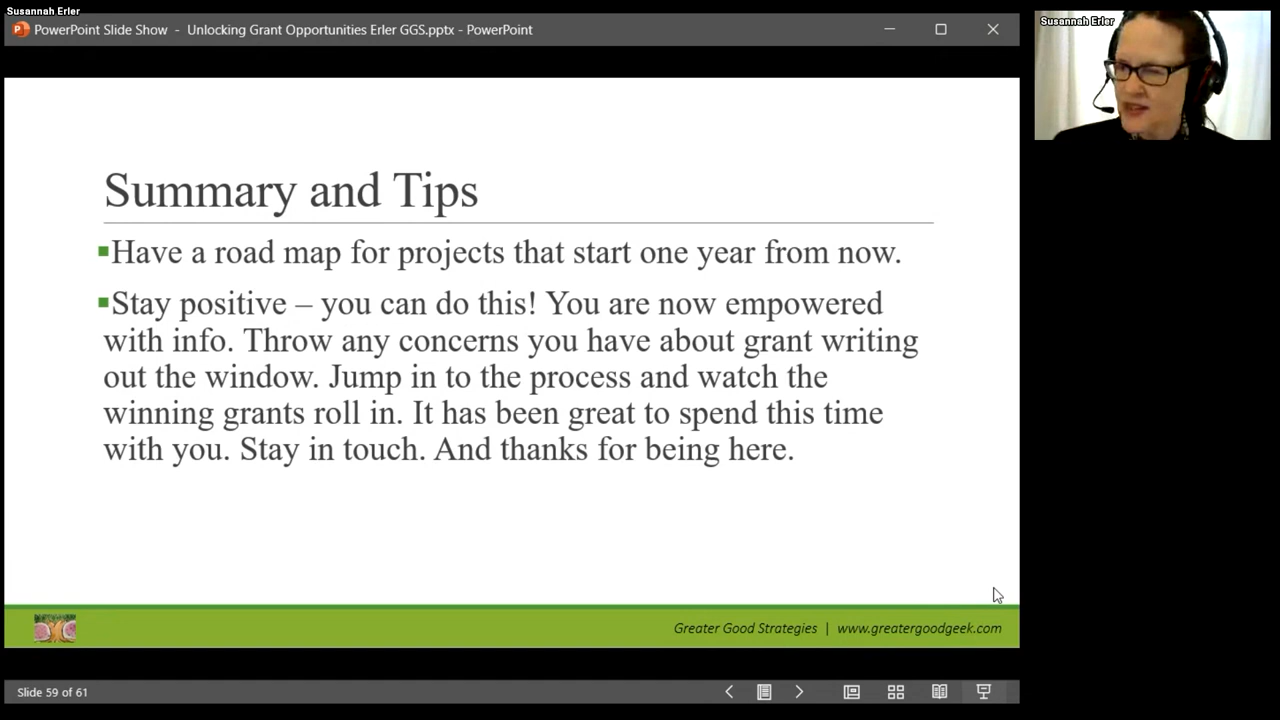 Susannah Erler
PowerPoint Slide Show - Unlocking Grant Opportunities Erler GGS.pptx - PowerPoint
Susannah Erler
Summary and Tips
▪Have a road map for projects that start one year from now.
▪Stay positive – you can do this! You are now empowered
with info. Throw any concerns you have about grant writing
out the window. Jump in to the process and watch the
winning grants roll in. It has been great to spend this time
with you. Stay in touch. And thanks for being here.
Greater Good Strategies | www.greatergoodgeek.com
Slide 59 of 61